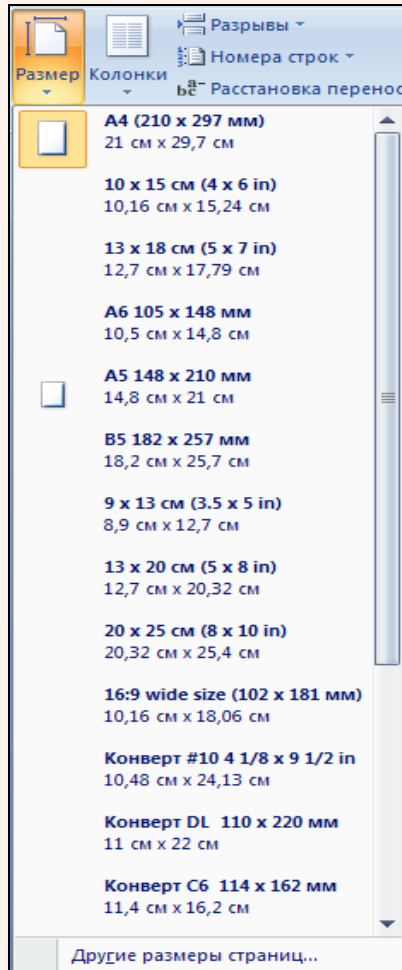 Размер
Колонки
Разрывы
Номера строк
Расстановка перенос
A4 (210 x 297 мм)
21 см x 29,7 см
10 x 15 см (4 x 6 in)
10,16 см x 15,24 см
13 x 18 см (5 x 7 in)
12,7 см x 17,79 см
A6 105 x 148 мм
10,5 см x 14,8 см
A5 148 x 210 мм
14,8 см x 21 см
B5 182 x 257 мм
18,2 см x 25,7 см
9 x 13 см (3.5 x 5 in)
8,9 см x 12,7 см
13 x 20 см (5 x 8 in)
12,7 см x 20,32 см
20 x 25 см (8 x 10 in)
20,32 см x 25,4 см
16:9 wide size (102 x 181 мм)
10,16 см x 18,06 см
Конверт #10 4 1/8 x 9 1/2 in
10,48 см x 24,13 см
Конверт DL 110 x 220 мм
11 см x 22 см
Конверт C6 114 x 162 мм
11,4 см x 16,2 см
Другие размеры страниц...